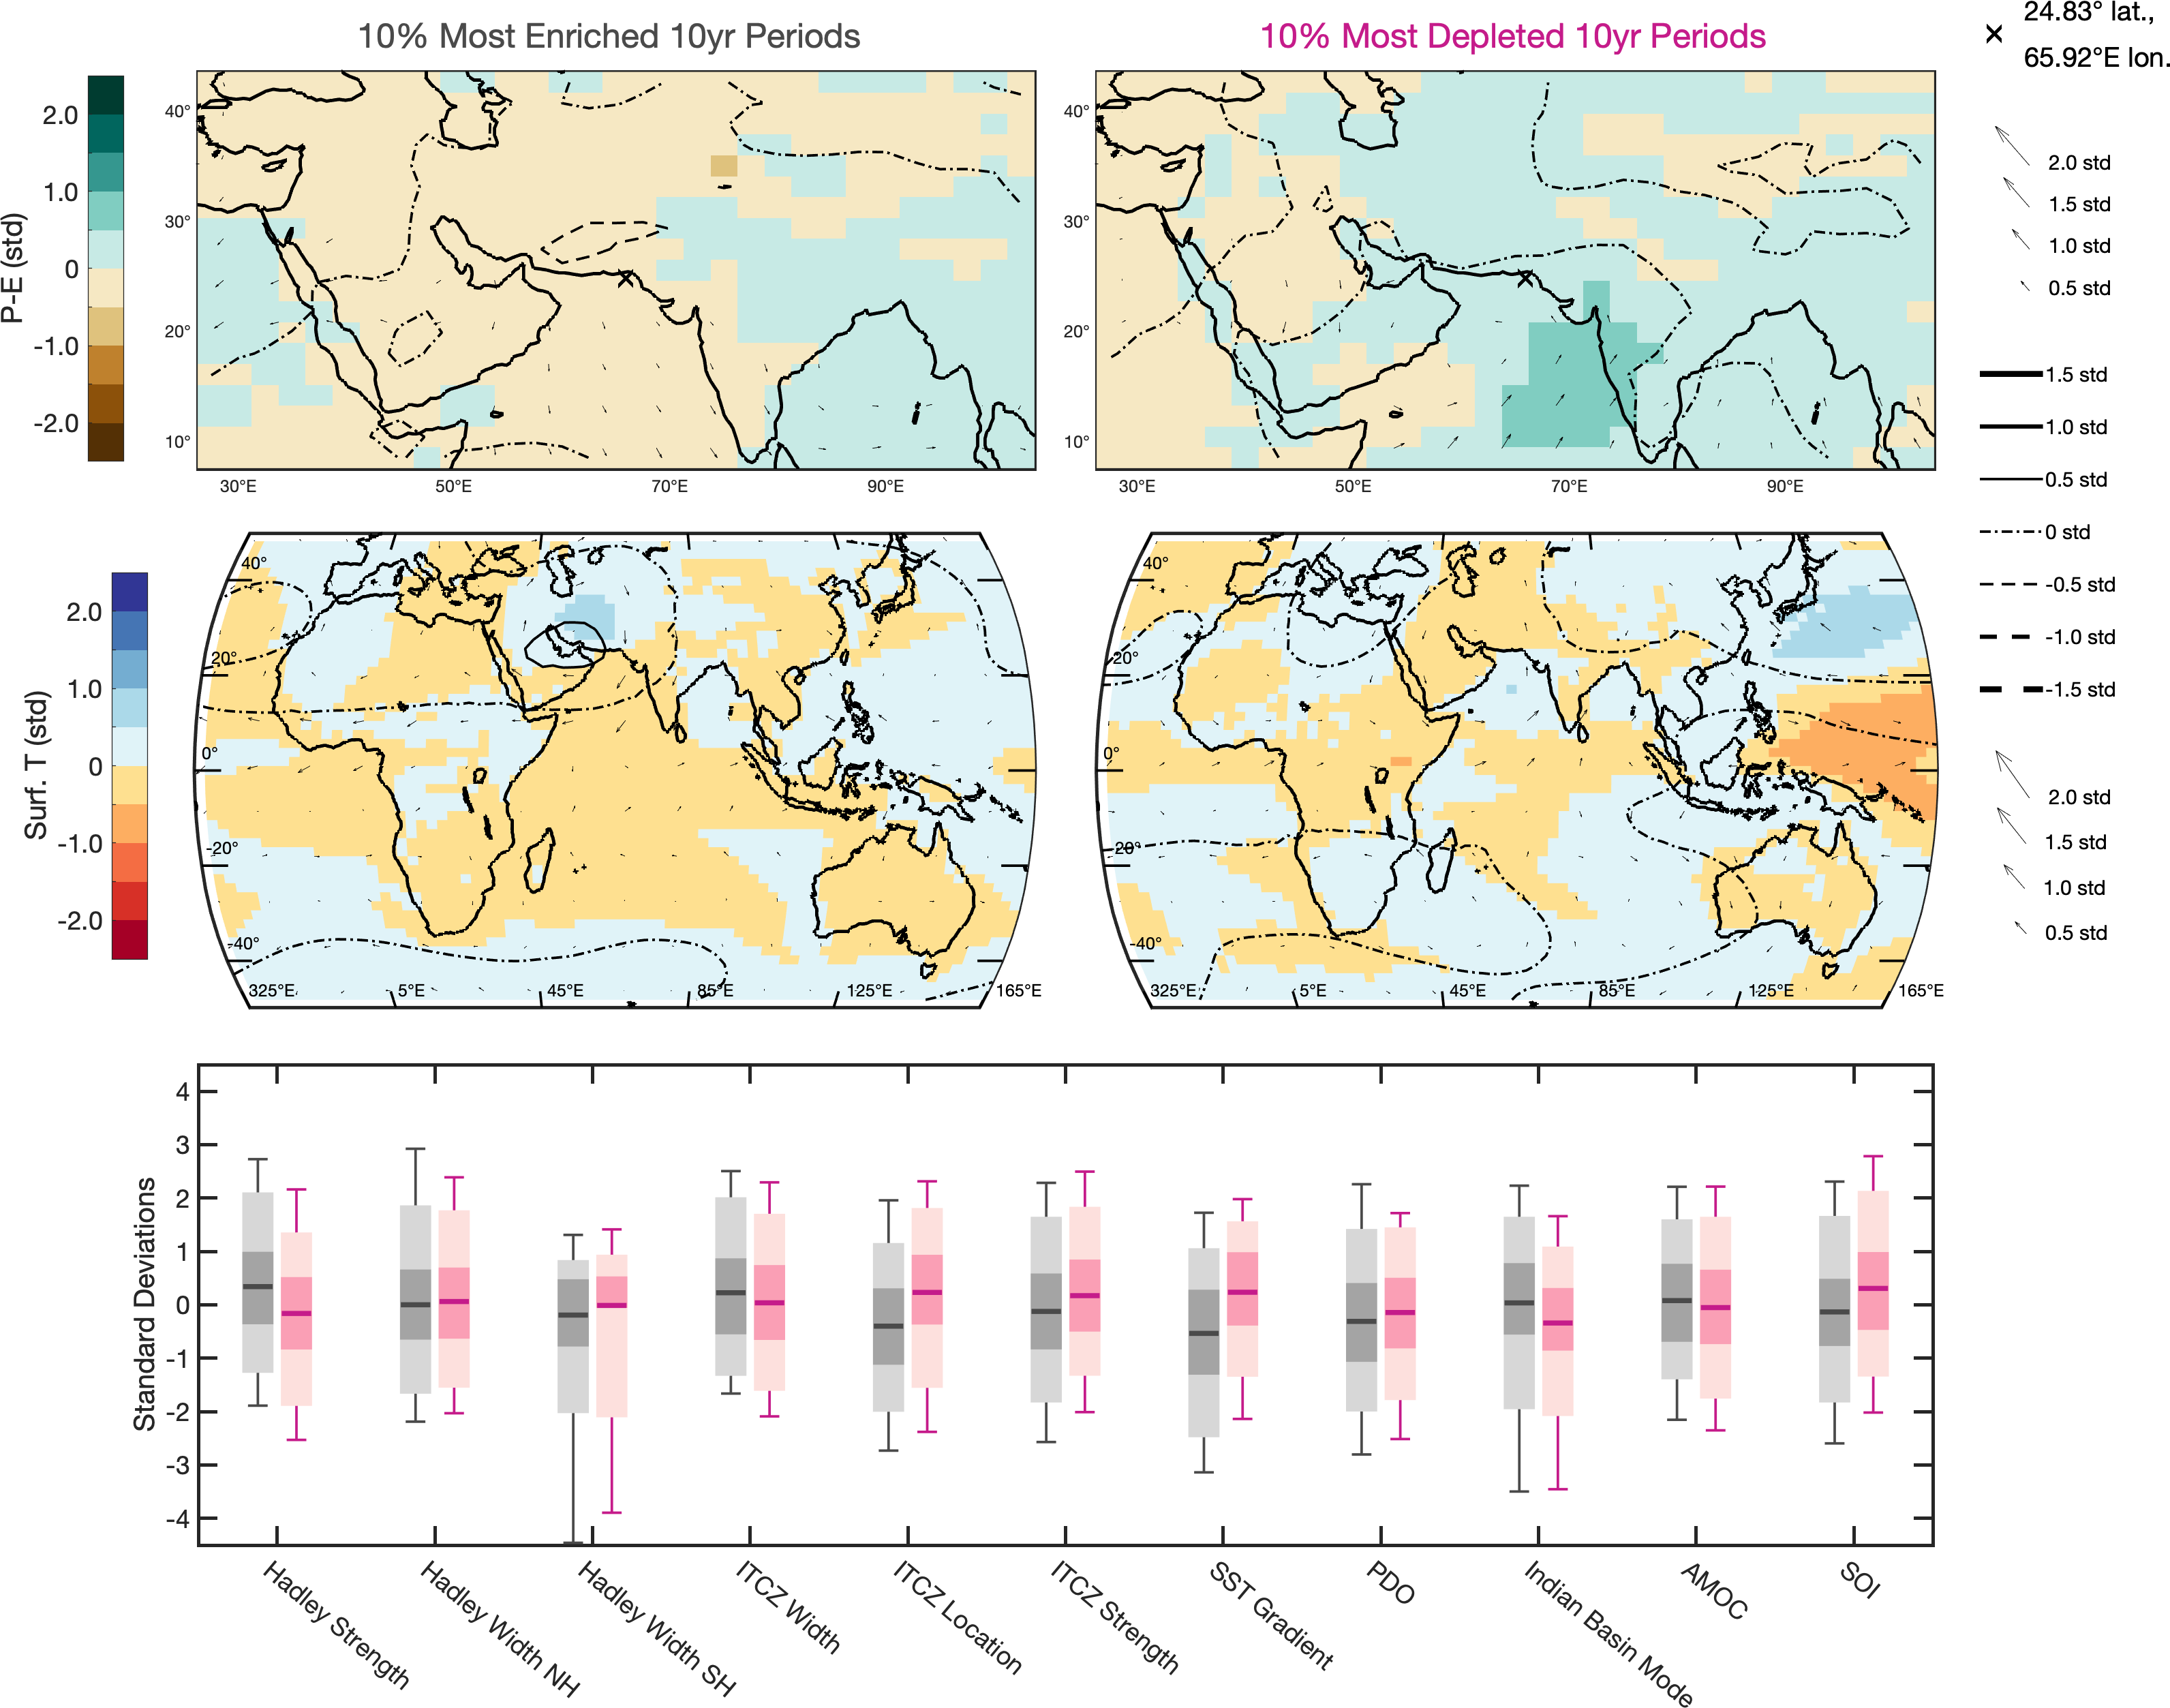 10% Most Enriched 10yr Periods
10% Most Depleted 10yr Periods
24.83° lat.,
65.92°E lon.
P-E (std)
2.0
1.0
0
-1.0
-2.0
40°
30°
20°
10°
30°E
50°E
70°E
90°E
40°
30°
20°
10°
30°E
50°E
70°E
90°E
2.0 std
1.5 std
1.0 std
0.5 std
1.5 std
1.0 std
0.5 std
0 std
-0.5 std
-1.0 std
-1.5 std
Surf. T (std)
2.0
1.0
0
-1.0
-2.0
40°
20°
0°
-20°
-40°
325°E
5°E
45°E
85°E
125°E
165°E
40°
20°
0°
-20°
-40°
325°E
5°E
45°E
85°E
125°E
165°E
2.0 std
1.5 std
1.0 std
0.5 std
Standard Deviations
4
3
2
1
0
-1
-2
-3
-4
Hadley Strength
Hadley Width NH
Hadley Width SH
ITCZ Width
ITCZ Location
ITCZ Strength
SST Gradient
PDO
Indian Basin Mode
AMOC
SOI